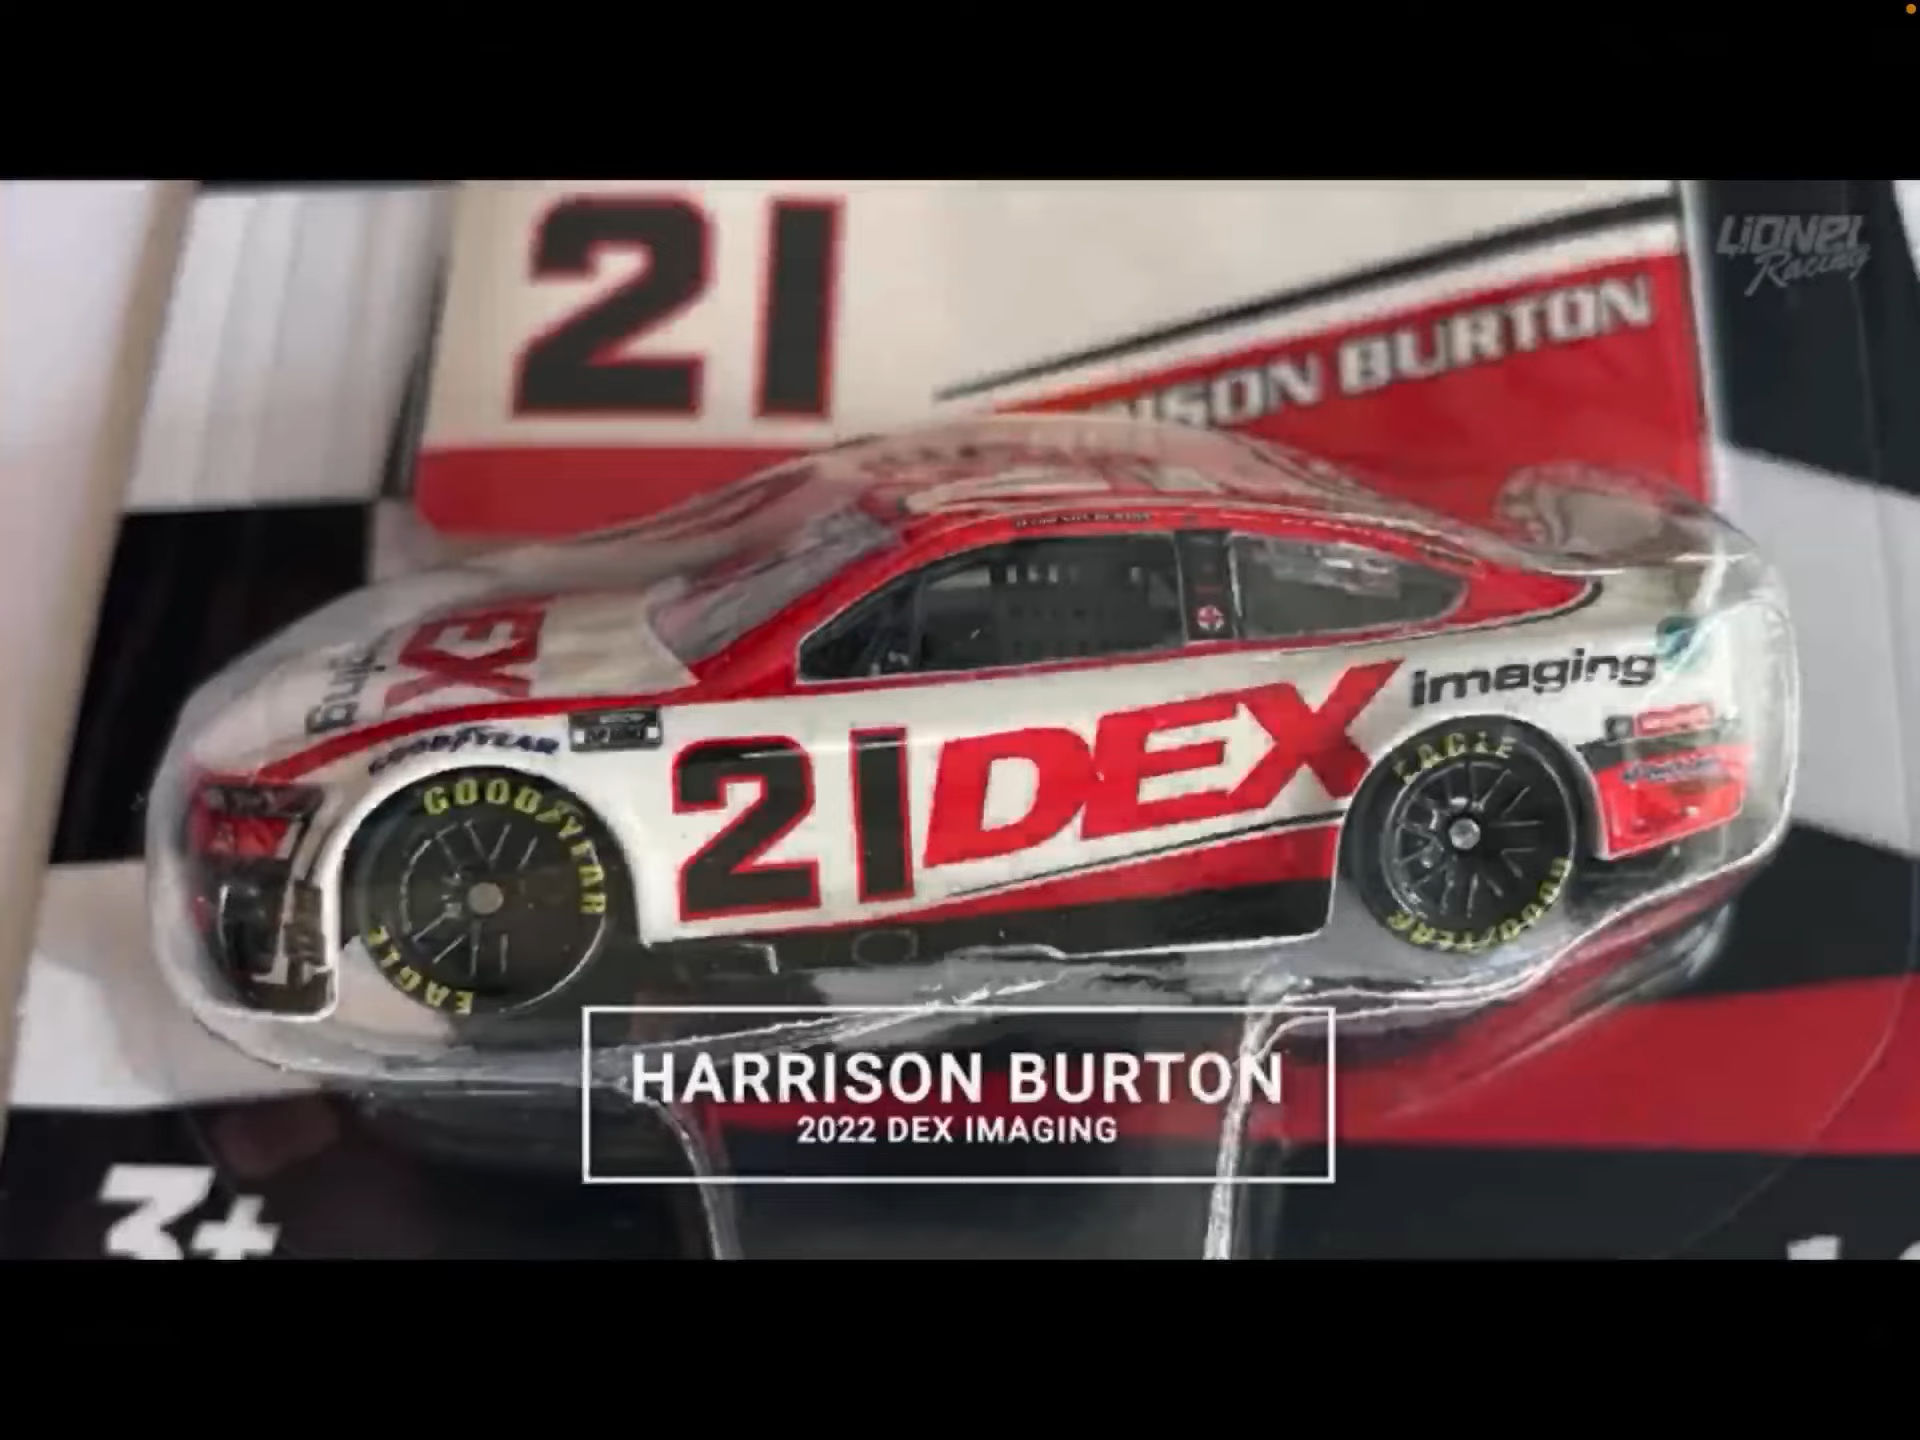 21
LIONEL
Racing
SON BURTON
DEX
imaging
GOODYEAR
21
DEX
imaging
GOODYEAR
EAGLE
EAGLE
GOODYEAR
HARRISON BURTON
2022 DEX IMAGING
3+